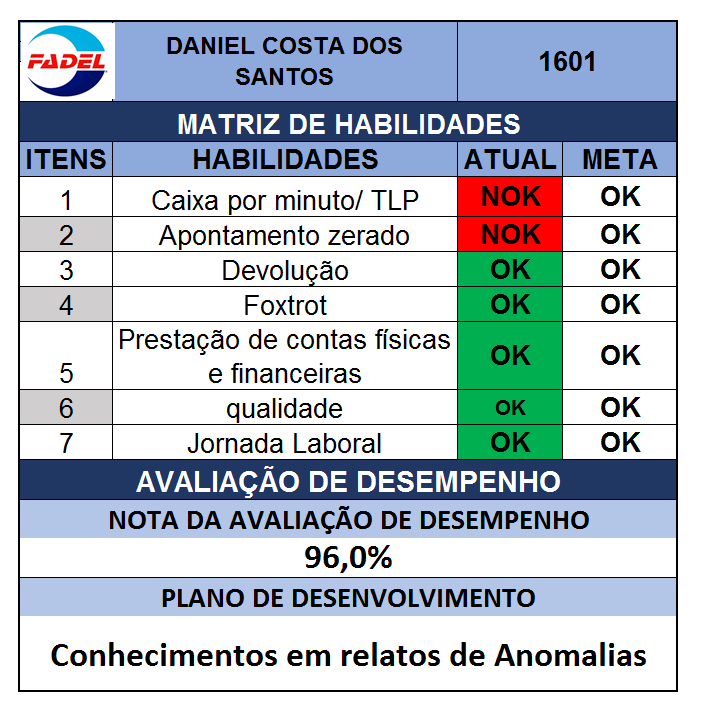 FADEL
DANIEL COSTA DOS
SANTOS
1601
MATRIZ DE HABILIDADES
ITENS HABILIDADES ATUAL META
1 Caixa por minuto/ TLP NOK OK
2 Apontamento zerado NOK OK
3 Devolução OK OK
4 Foxtrot OK OK
5 Prestação de contas físicas
e financeiras OK OK
6 qualidade OK OK
7 Jornada Laboral OK OK
AVALIAÇÃO DE DESEMPENHO
NOTA DA AVALIAÇÃO DE DESEMPENHO
96,0%
PLANO DE DESENVOLVIMENTO
Conhecimentos em relatos de Anomalias